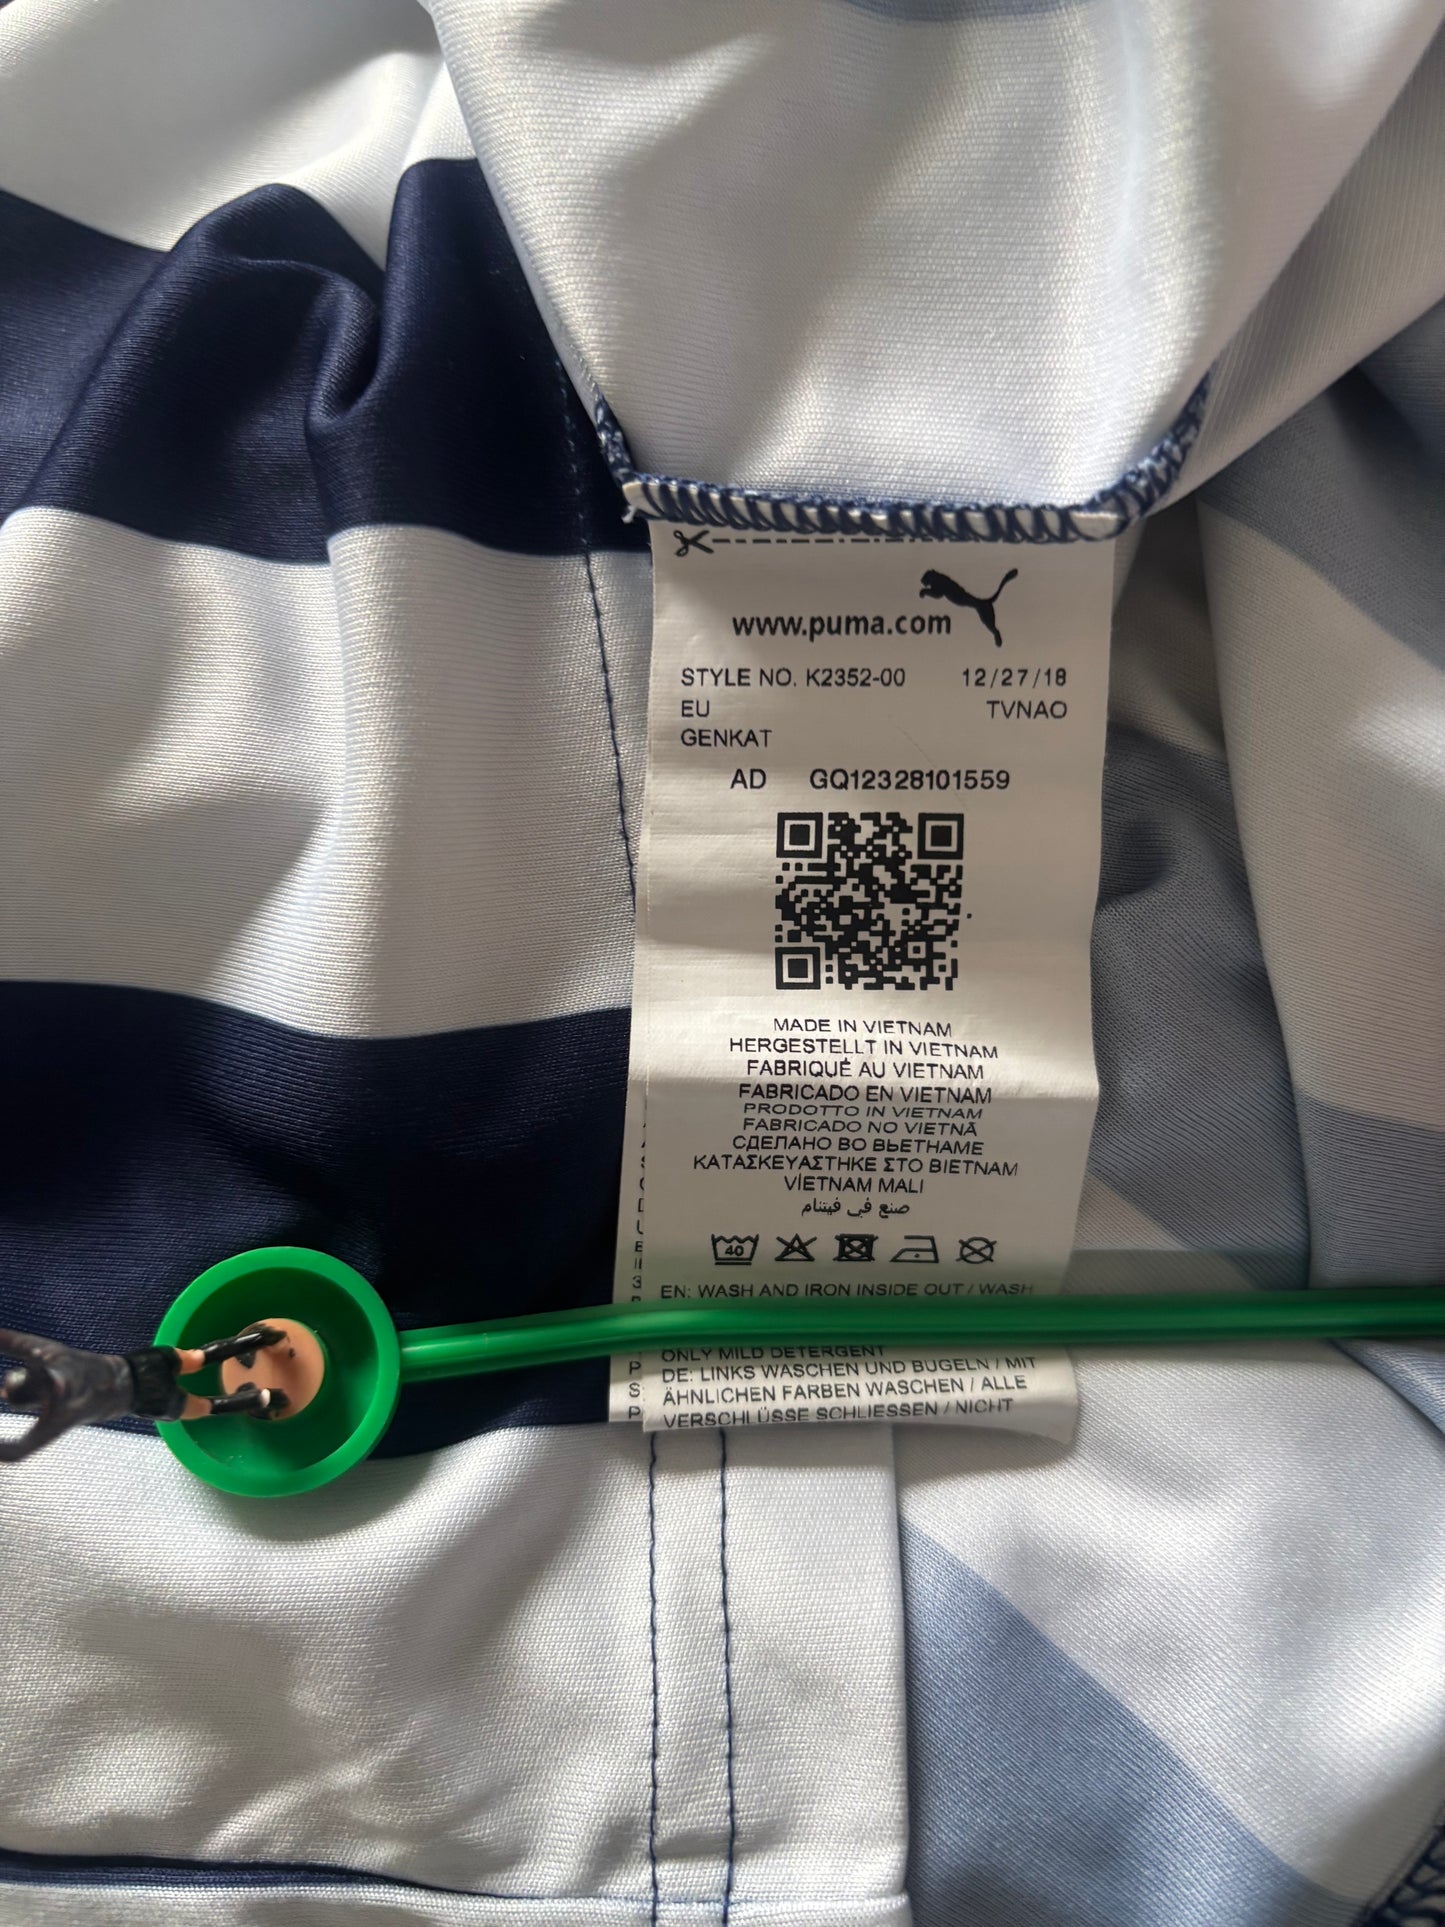 www.puma.com
STYLE NO. K2352-00 12/27/18
EU TVNAO
GENKAT
AD GQ12328101559
MADE IN VIETNAM
HERGESTELLT IN VIETNAM
FABRIQUÉ AU VIETNAM
FABRICADO EN VIETNAM
PRODOTTO IN VIETNAM
FABRICADO NO VIETNÃ
СДЕЛАНО ВО ВЬЕТНАМЕ
ΚΑΤΑΣΚΕΥΑΣΤΗΚΕ ΣΤΟ ΒΙΕΤΝΑΜ
VİETNAM MALI
صنع في فيتنام
40
EN: WASH AND IRON INSIDE OUT / WASH
ONLY MILD DETERGENT
DE: LINKS WASCHEN UND BÜGELN / MIT
ÄHNLICHEN FARBEN WASCHEN / ALLE
VERSCHLÜSSE SCHLIESSEN / NICHT